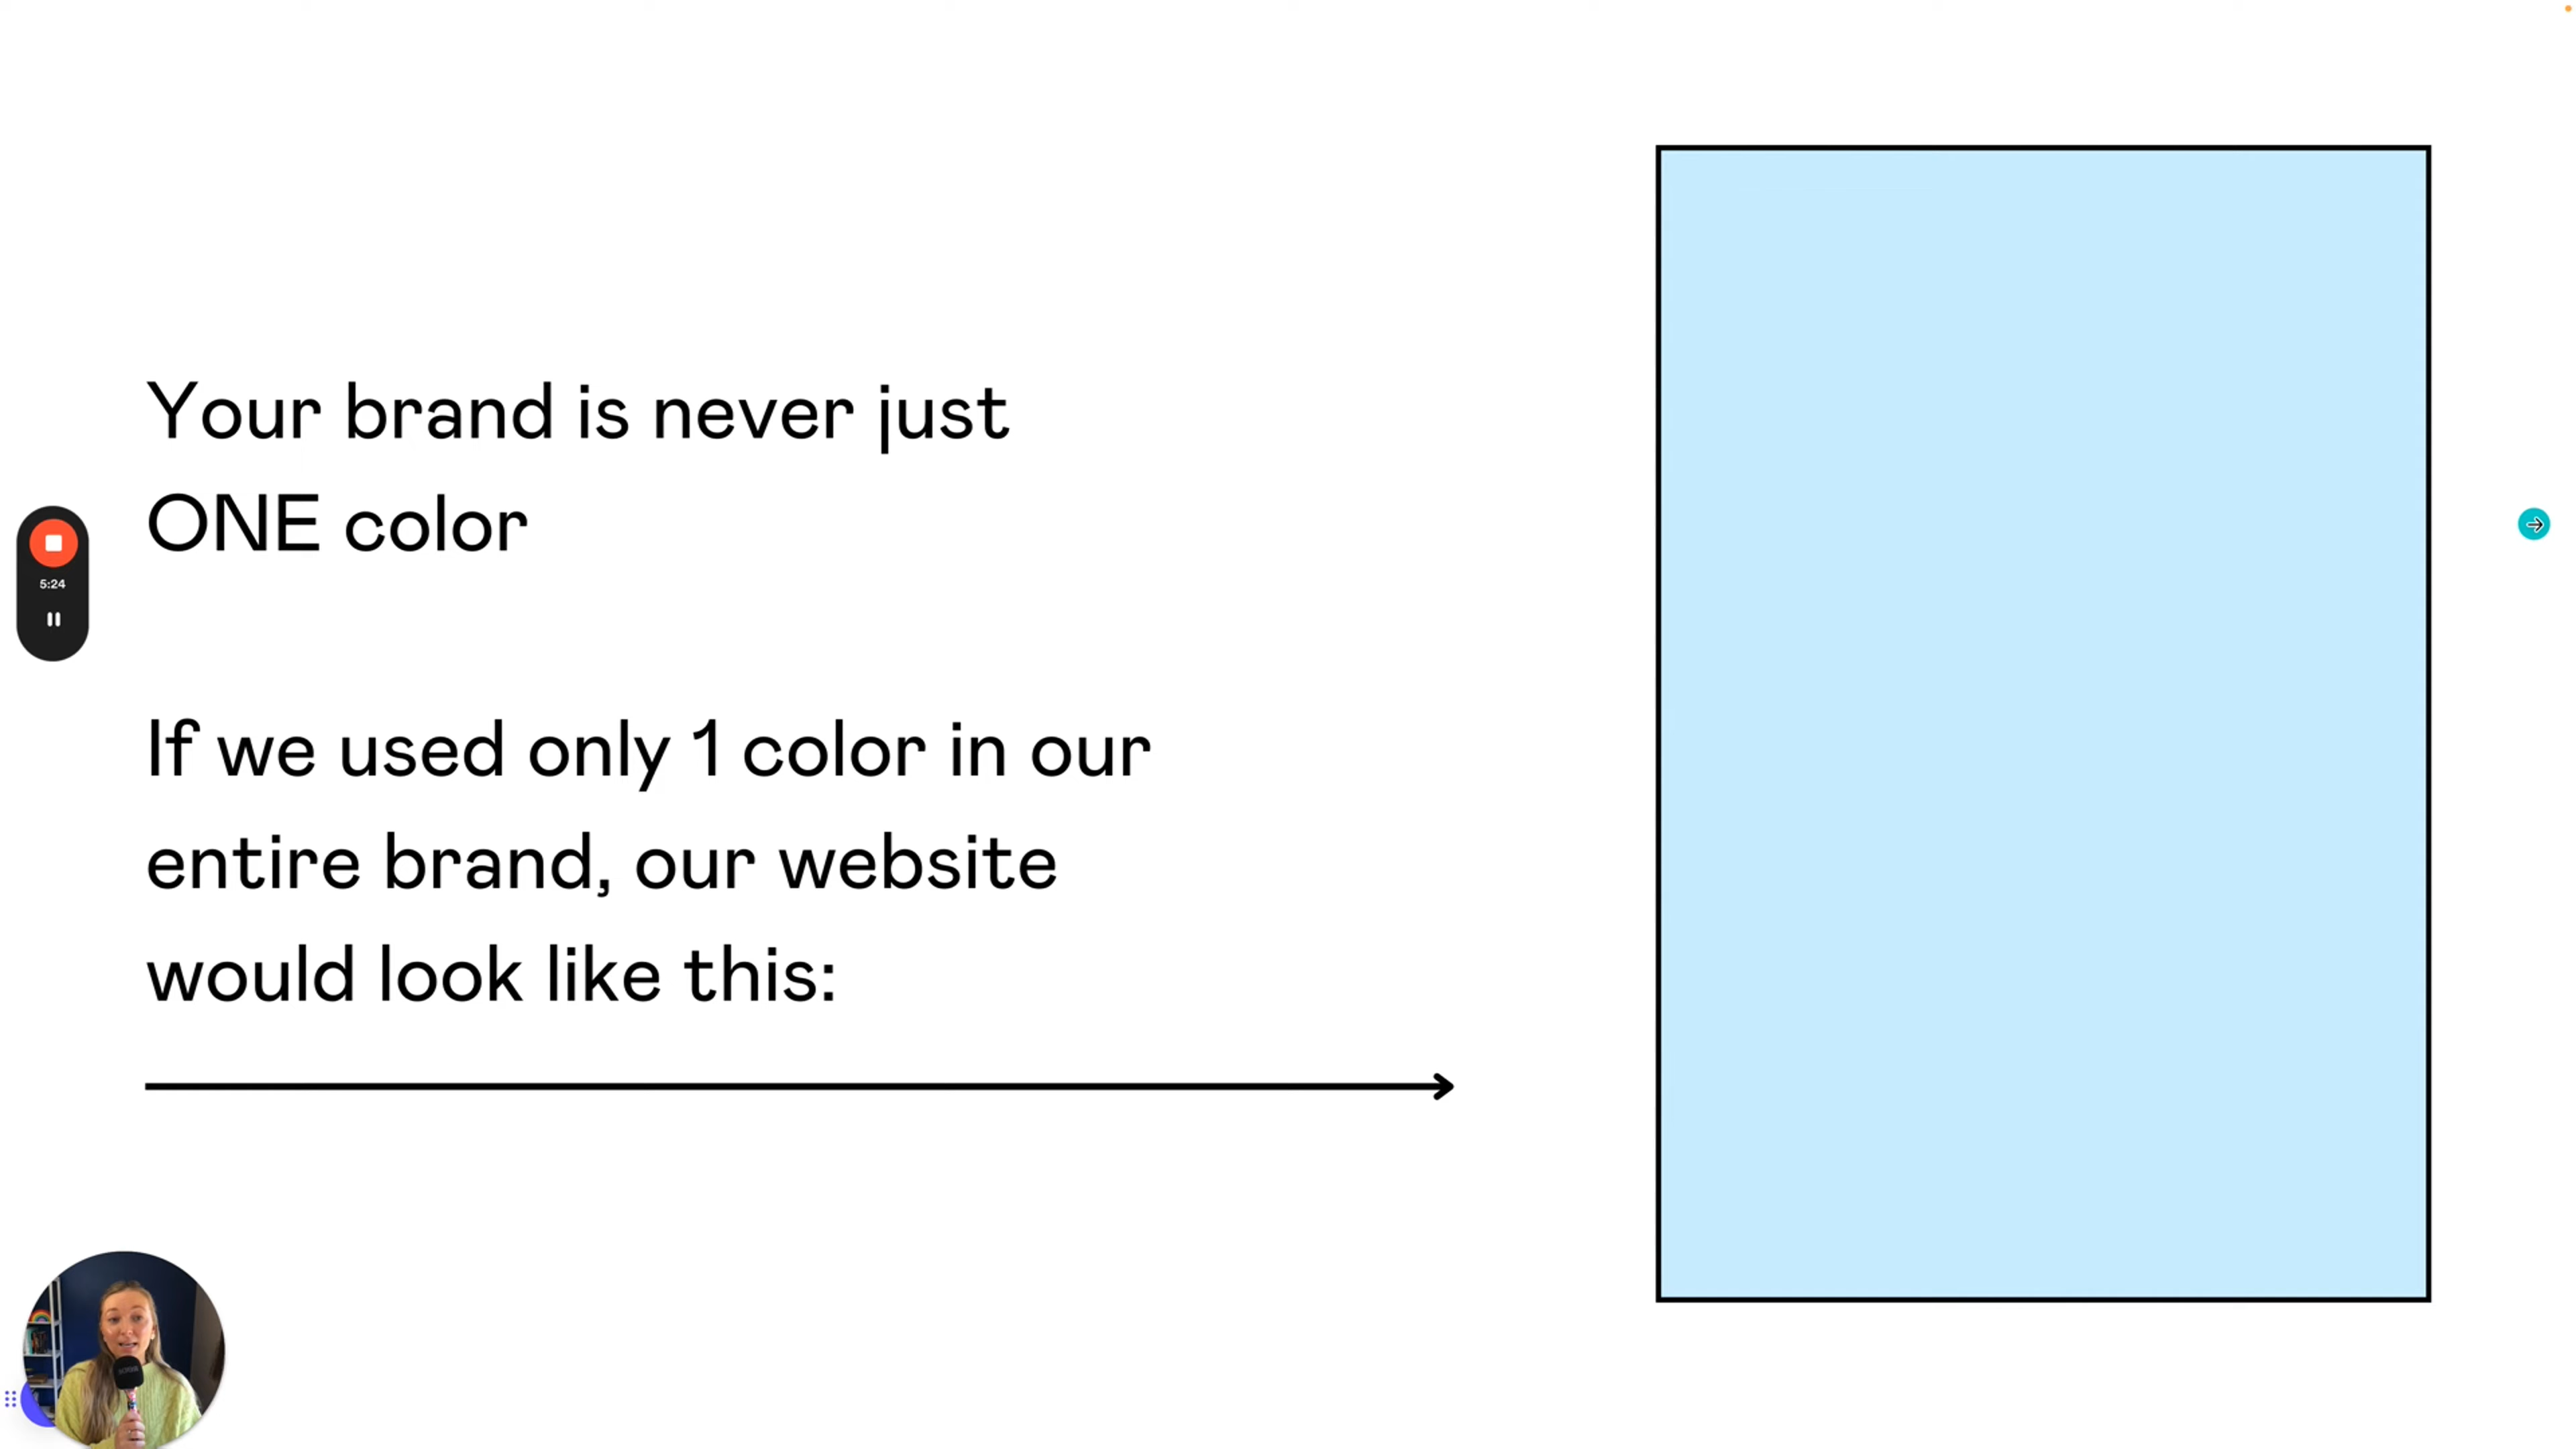 Your brand is never just
ONE color
If we used only 1 color in our
entire brand, our website
would look like this:
5:24